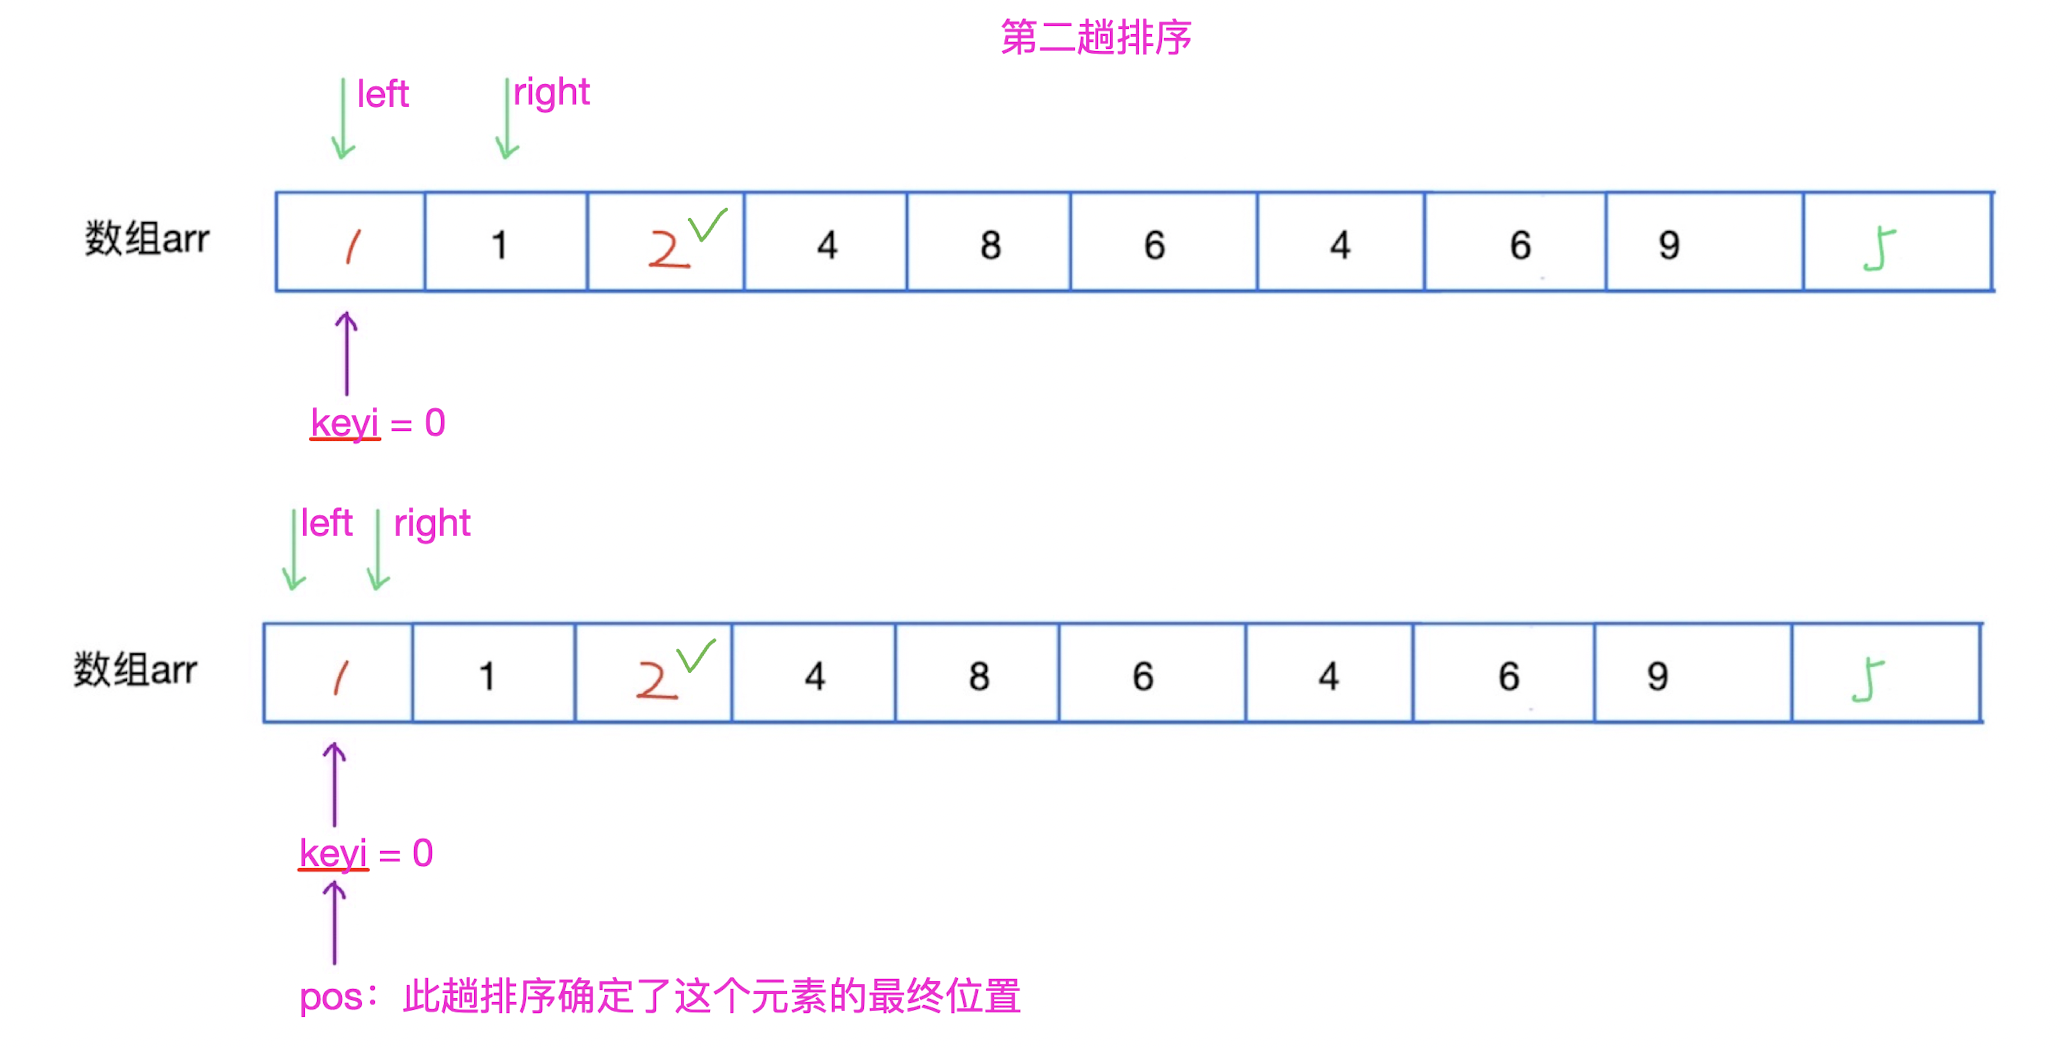 第二趟排序
left right
数组arr 1 1 2 4 8 6 4 6 9 5
keyi = 0
left right
数组arr 1 1 2 4 8 6 4 6 9 5
keyi = 0
pos：此趟排序确定了这个元素的最终位置